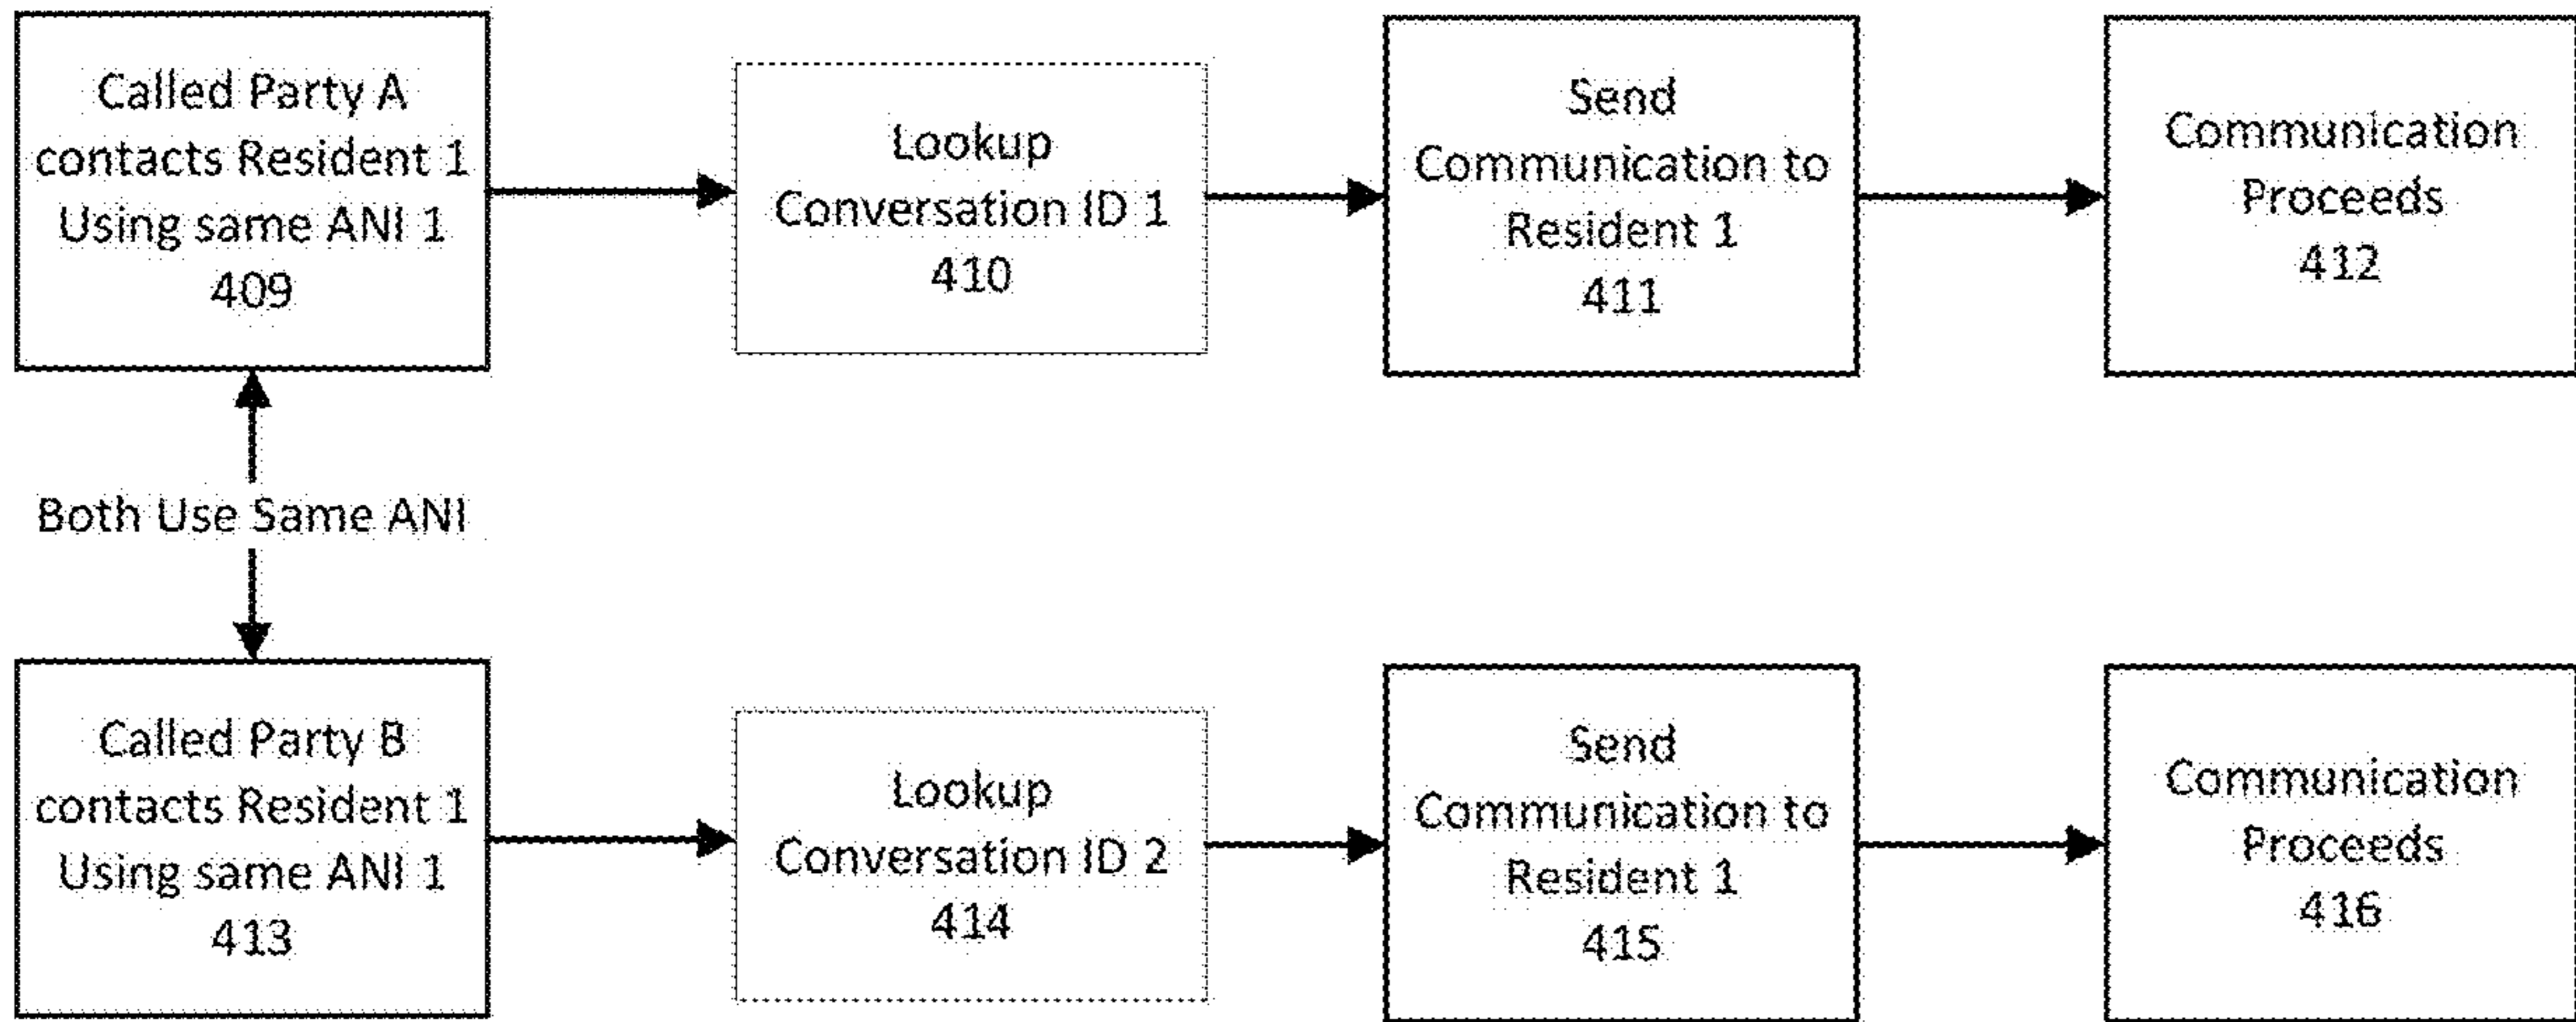 Called Party A
contacts Resident 1
Using same ANI 1
409
Lookup
Conversation ID 1
410
Send
Communication to
Resident 1
411
Communication
Proceeds
412
Both Use Same ANI
Called Party B
contacts Resident 1
Using same ANI 1
413
Lookup
Conversation ID 2
414
Send
Communication to
Resident 1
415
Communication
Proceeds
416